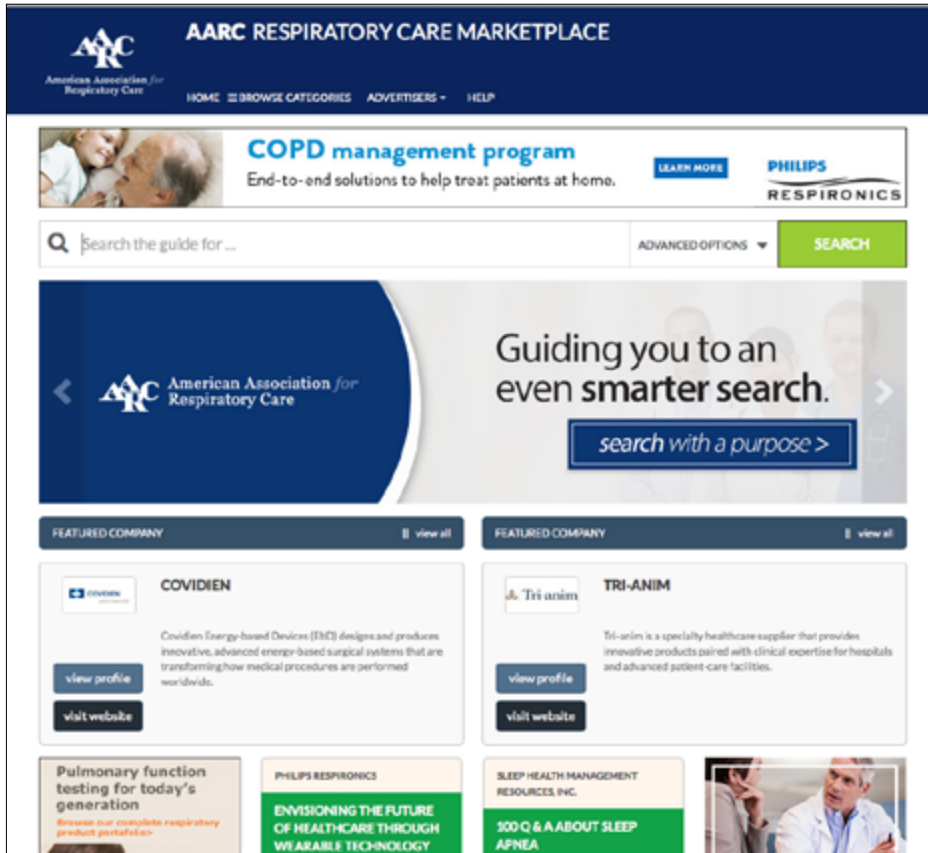 AARC RESPIRATORY CARE MARKETPLACE
AARC
American Association for
Respiratory Care
HOME BROWSE CATEGORIES ADVERTISERS HELP
COPD management program
End-to-end solutions to help treat patients at home.
LEARN MORE
PHILIPS
RESPIRONICS
Search the guide for ...
ADVANCED OPTIONS
SEARCH
AARC
American Association for
Respiratory Care
Guiding you to an
even smarter search.
search with a purpose >
FEATURED COMPANY view all
FEATURED COMPANY view all
COVIDIEN
COVIDIEN
Covidien Energy-based Devices (EbD) designs and produces
innovative, advanced energy-based surgical systems that are
transforming how medical procedures are performed
worldwide.
view profile
visit website
Tri-anim
TRI-ANIM
Tri-anim is a specialty healthcare supplier that provides
innovative products paired with clinical expertise for hospitals
and advanced patient-care facilities.
view profile
visit website
Pulmonary function
testing for today's
generation
Browse our complete respiratory
product portafolio>
PHILIPS RESPIRONICS
ENVISIONING THE FUTURE
OF HEALTHCARE THROUGH
WEARABLE TECHNOLOGY
SLEEP HEALTH MANAGEMENT
RESOURCES, INC.
100 Q & A ABOUT SLEEP
APNEA